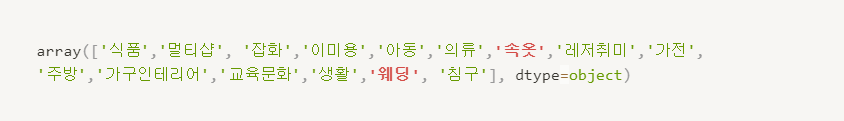 array(['식품','멀티샵', '잡화','이미용','아동','의류','속옷','레저취미','가전',
'주방','가구인테리어','교육문화','생활','웨딩', '침구'], dtype=object)